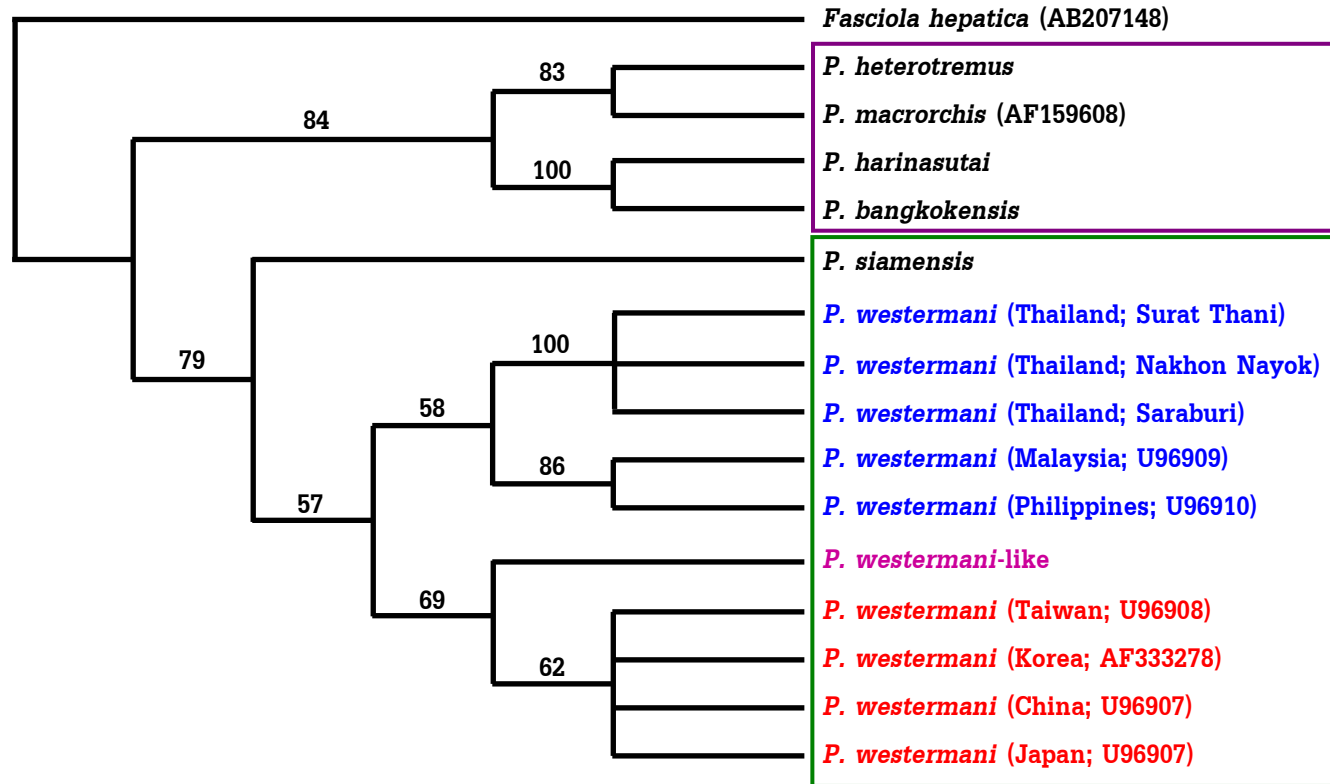 Fasciola hepatica (AB207148)
83
P. heterotremus
84
P. macrorchis (AF159608)
100
P. harinasutai
P. bangkokensis
P. siamensis
79
P. westermani (Thailand; Surat Thani)
100
P. westermani (Thailand; Nakhon Nayok)
58
P. westermani (Thailand; Saraburi)
86
P. westermani (Malaysia; U96909)
57
P. westermani (Philippines; U96910)
P. westermani-like
69
P. westermani (Taiwan; U96908)
62
P. westermani (Korea; AF333278)
P. westermani (China; U96907)
P. westermani (Japan; U96907)